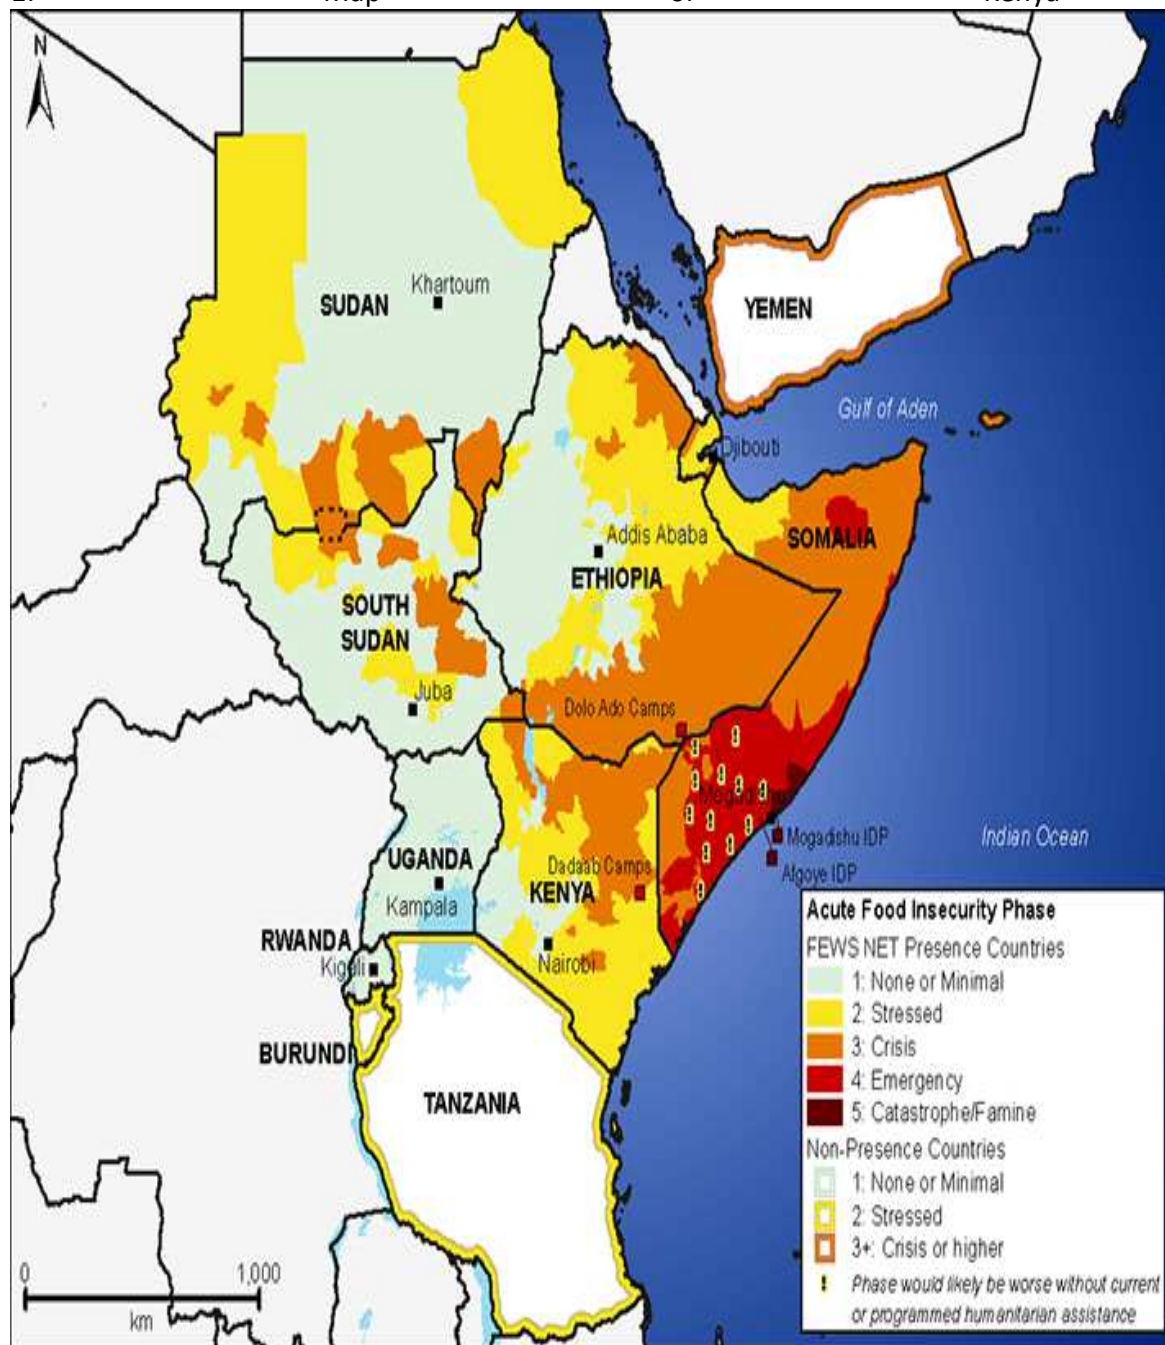 Map of Kenya
N
Khartoum
SUDAN
YEMEN
Gulf of Aden
Djibouti
Addis Ababa
SOMALIA
ETHIOPIA
SOUTH
SUDAN
Juba
Dolo Ado Camps
Mogadishu IDP
Indian Ocean
UGANDA
Dadaab Camps
Afgoye IDP
KENYA
Kampala
RWANDA
Kigali
Nairobi
BURUNDI
TANZANIA
Acute Food Insecurity Phase
FEWS NET Presence Countries
1: None or Minimal
2: Stressed
3: Crisis
4: Emergency
5: Catastrophe/Famine
Non-Presence Countries
1: None or Minimal
2: Stressed
3+: Crisis or higher
! Phase would likely be worse without current
or programmed humanitarian assistance
0 1,000
km